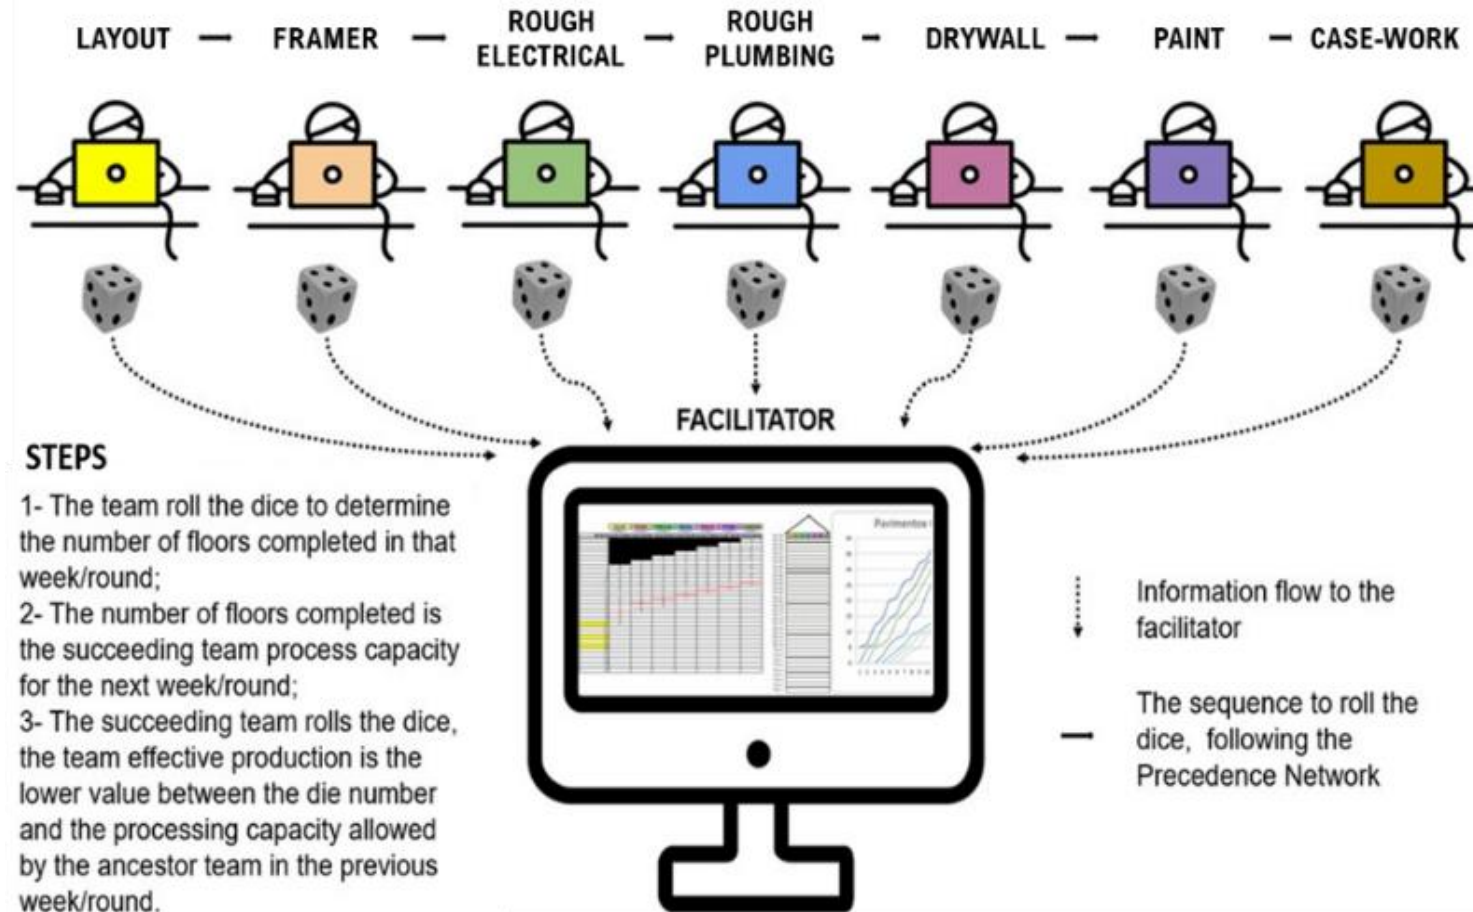 LAYOUT
FRAMER
ROUGH
ELECTRICAL
ROUGH
PLUMBING
DRYWALL
PAINT
CASE-WORK
FACILITATOR
STEPS
1- The team roll the dice to determine
the number of floors completed in that
week/round;
2- The number of floors completed is
the succeeding team process capacity
for the next week/round;
3- The succeeding team rolls the dice,
the team effective production is the
lower value between the die number
and the processing capacity allowed
by the ancestor team in the previous
week/round.
Pavimentos
Information flow to the
facilitator
The sequence to roll the
dice, following the
Precedence Network